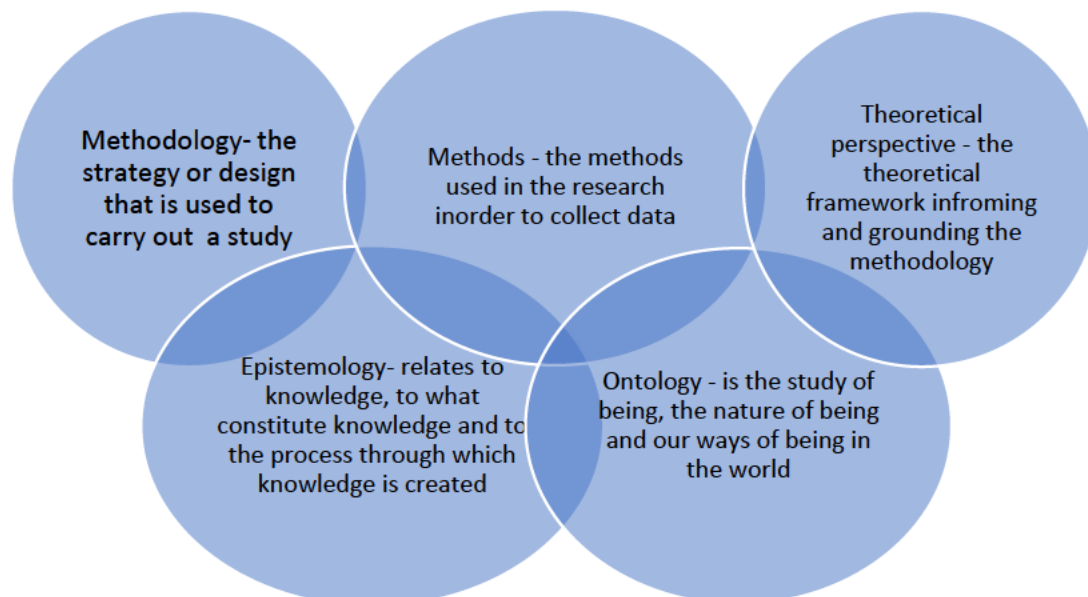 Methodology- the
strategy or design
that is used to
carry out a study
Methods - the methods
used in the research
inorder to collect data
Theoretical
perspective - the
theoretical
framework infroming
and grounding the
methodology
Epistemology- relates to
knowledge, to what
constitute knowledge and to
the process through which
knowledge is created
Ontology - is the study of
being, the nature of being
and our ways of being in
the world